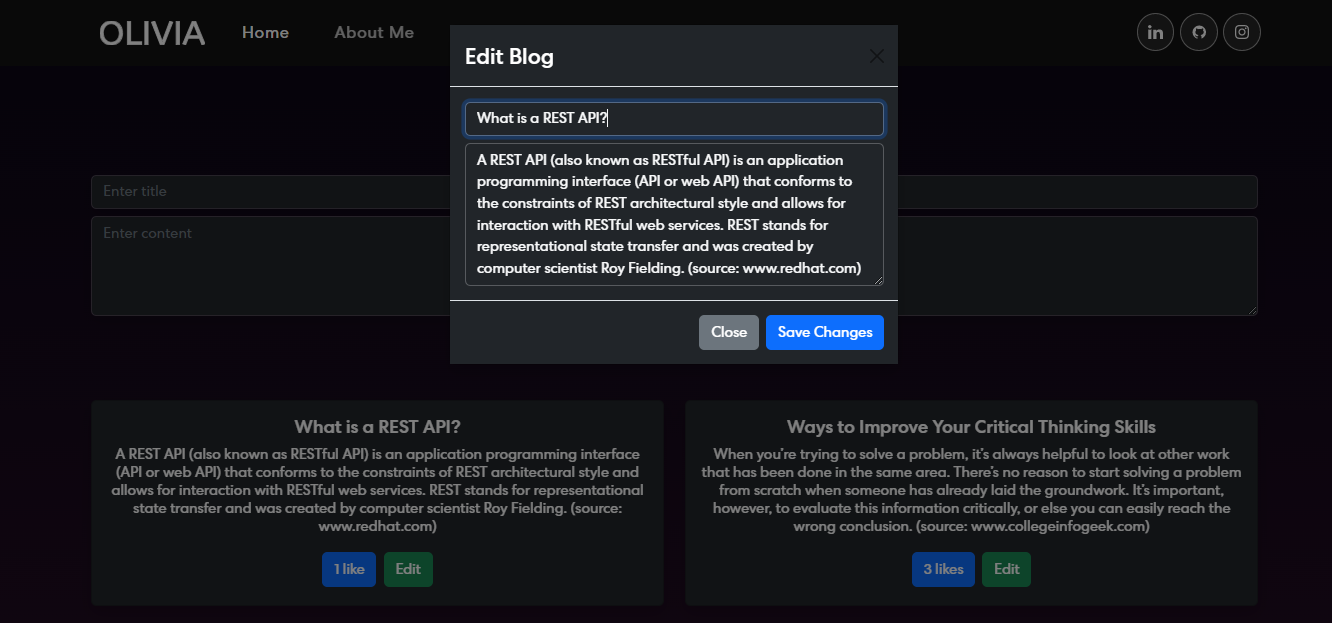 OLIVIA
Home
About Me
in
Edit Blog
What is a REST API?
A REST API (also known as RESTful API) is an application
programming interface (API or web API) that conforms to
the constraints of REST architectural style and allows for
interaction with RESTful web services. REST stands for
representational state transfer and was created by
computer scientist Roy Fielding. (source: www.redhat.com)
Close
Save Changes
Enter title
Enter content
What is a REST API?
A REST API (also known as RESTful API) is an application programming interface
(API or web API) that conforms to the constraints of REST architectural style and
allows for interaction with RESTful web services. REST stands for representational
state transfer and was created by computer scientist Roy Fielding. (source:
www.redhat.com)
1 like
Edit
Ways to Improve Your Critical Thinking Skills
When you're trying to solve a problem, it's always helpful to look at other work
that has been done in the same area. There's no reason to start solving a problem
from scratch when someone has already laid the groundwork. It's important,
however, to evaluate this information critically, or else you can easily reach the
wrong conclusion. (source: www.collegeinfogeek.com)
3 likes
Edit